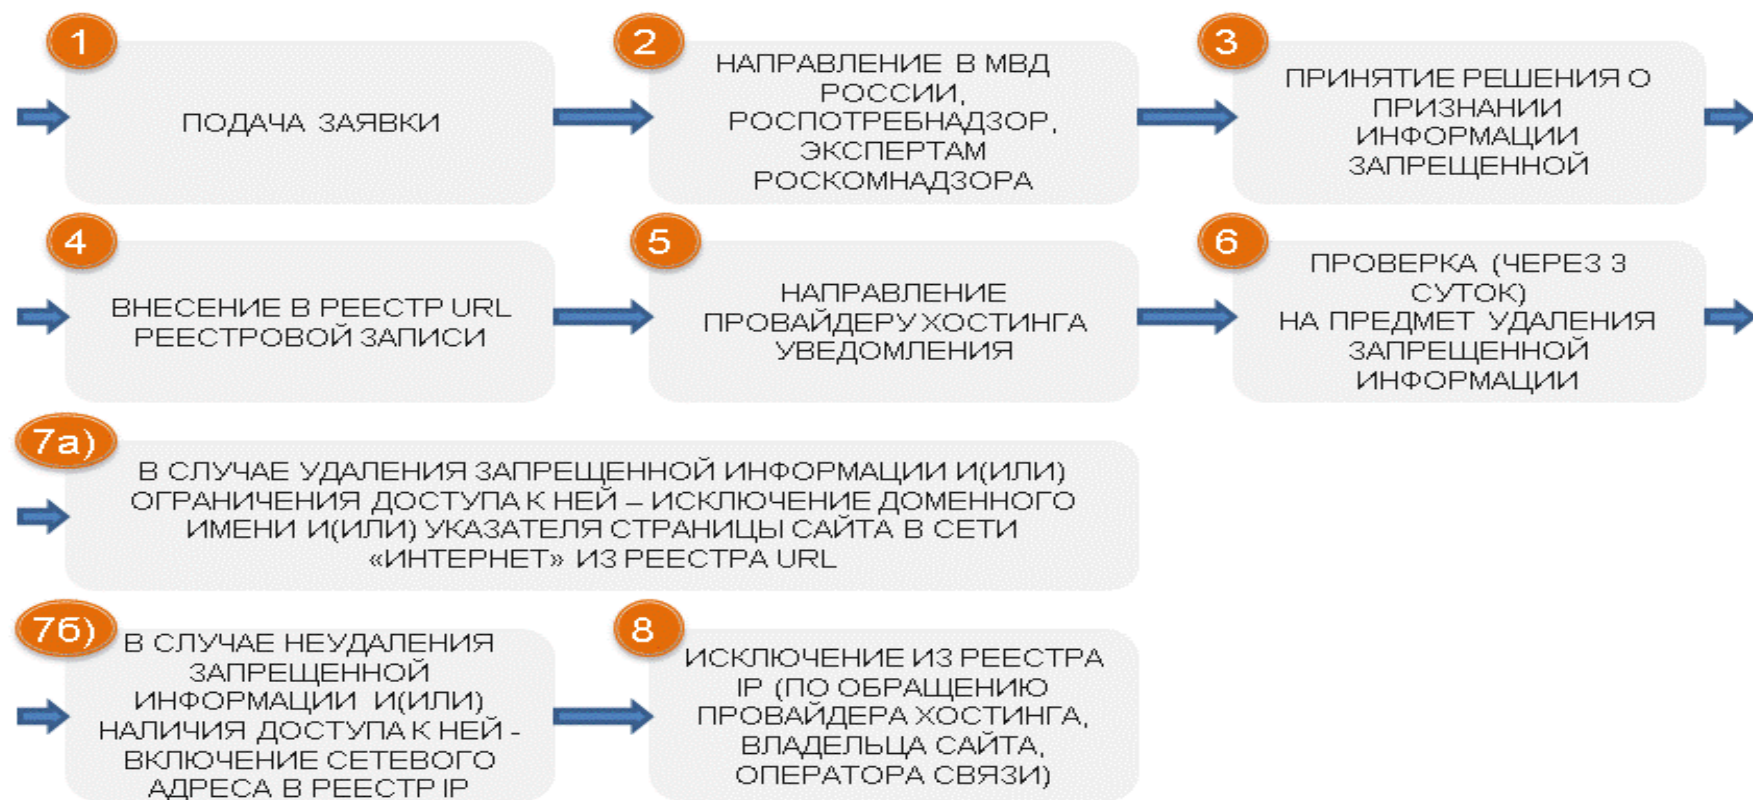 1
ПОДАЧА ЗАЯВКИ
2
НАПРАВЛЕНИЕ В МВД
РОССИИ,
РОСПОТРЕБНАДЗОР,
ЭКСПЕРТАМ
РОСКОМНАДЗОРА
3
ПРИНЯТИЕ РЕШЕНИЯ О
ПРИЗНАНИИ
ИНФОРМАЦИИ
ЗАПРЕЩЕННОЙ
4
ВНЕСЕНИЕ В РЕЕСТР URL
РЕЕСТРОВОЙ ЗАПИСИ
5
НАПРАВЛЕНИЕ
ПРОВАЙДЕРУ ХОСТИНГА
УВЕДОМЛЕНИЯ
6
ПРОВЕРКА (ЧЕРЕЗ 3
СУТОК)
НА ПРЕДМЕТ УДАЛЕНИЯ
ЗАПРЕЩЕННОЙ
ИНФОРМАЦИИ
7а)
В СЛУЧАЕ УДАЛЕНИЯ ЗАПРЕЩЕННОЙ ИНФОРМАЦИИ И(ИЛИ)
ОГРАНИЧЕНИЯ ДОСТУПА К НЕЙ – ИСКЛЮЧЕНИЕ ДОМЕННОГО
ИМЕНИ И(ИЛИ) УКАЗАТЕЛЯ СТРАНИЦЫ САЙТА В СЕТИ
«ИНТЕРНЕТ» ИЗ РЕЕСТРА URL
7б)
В СЛУЧАЕ НЕУДАЛЕНИЯ
ЗАПРЕЩЕННОЙ
ИНФОРМАЦИИ И(ИЛИ)
НАЛИЧИЯ ДОСТУПА К НЕЙ -
ВКЛЮЧЕНИЕ СЕТЕВОГО
АДРЕСА В РЕЕСТР IP
8
ИСКЛЮЧЕНИЕ ИЗ РЕЕСТРА
IP (ПО ОБРАЩЕНИЮ
ПРОВАЙДЕРА ХОСТИНГА,
ВЛАДЕЛЬЦА САЙТА,
ОПЕРАТОРА СВЯЗИ)